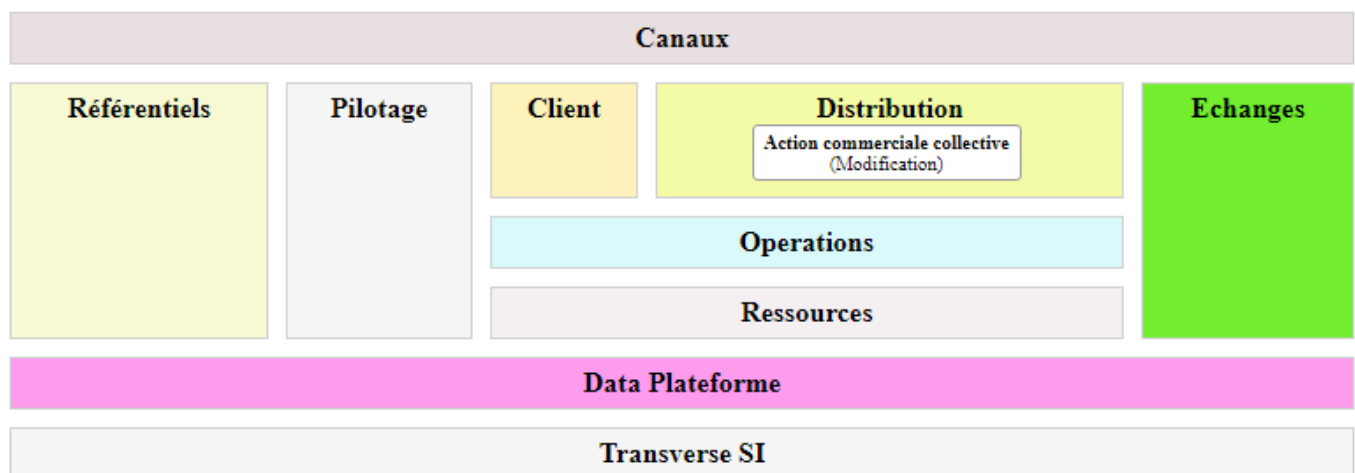 Canaux
Référentiels
Pilotage
Client
Distribution
Action commerciale collective
(Modification)
Echanges
Operations
Ressources
Data Plateforme
Transverse SI